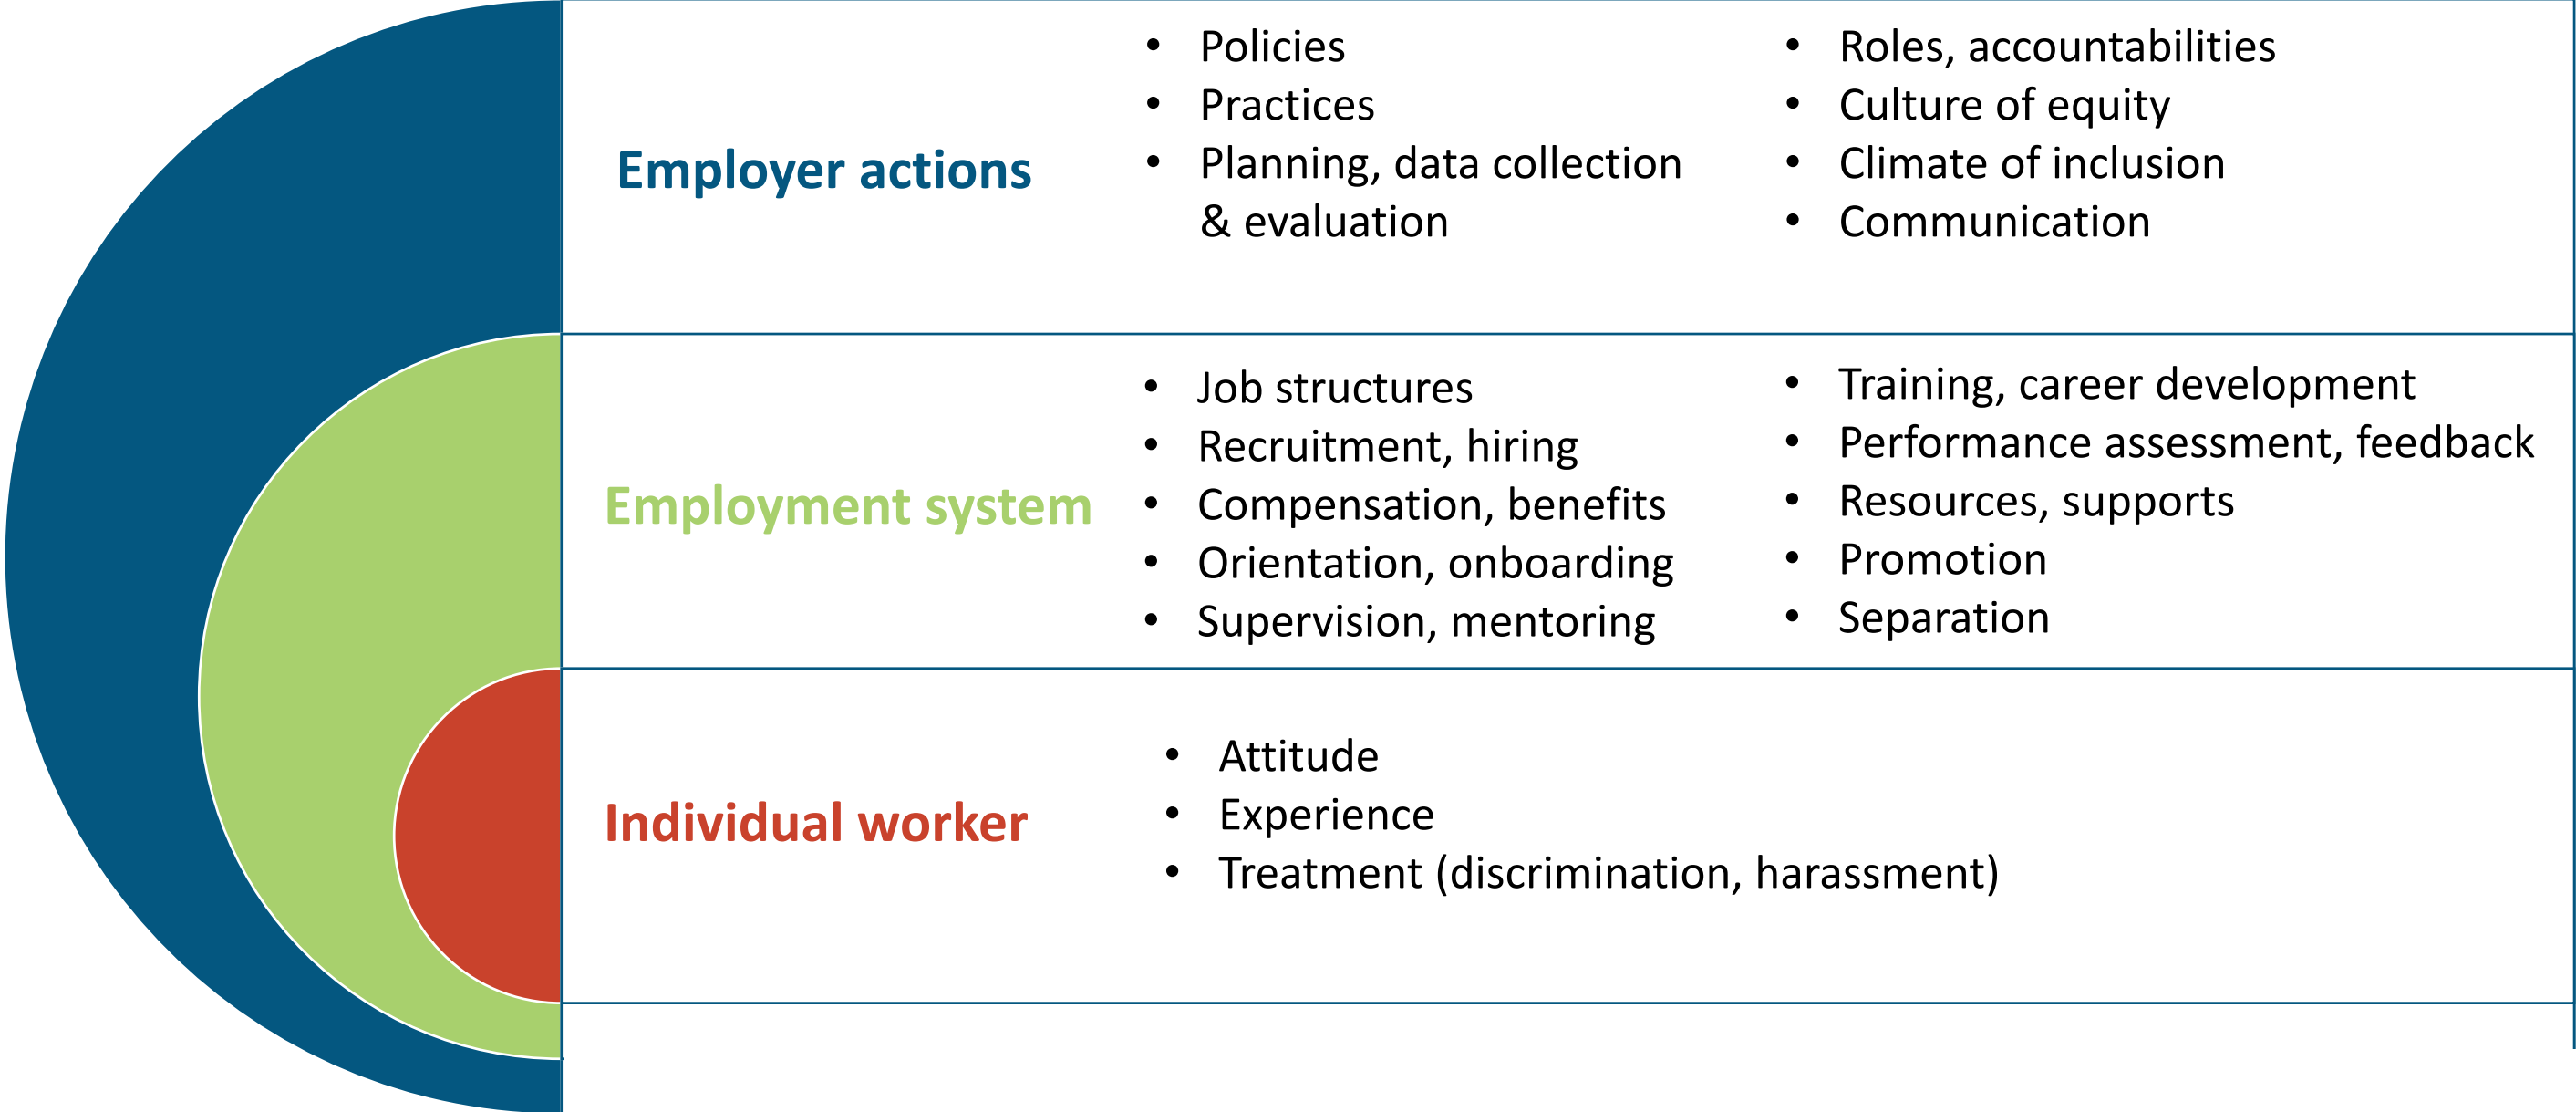 Employer actions
• Policies
• Practices
• Planning, data collection
& evaluation
• Roles, accountabilities
• Culture of equity
• Climate of inclusion
• Communication
Employment system
• Job structures
• Recruitment, hiring
• Compensation, benefits
• Orientation, onboarding
• Supervision, mentoring
• Training, career development
• Performance assessment, feedback
• Resources, supports
• Promotion
• Separation
Individual worker
• Attitude
• Experience
• Treatment (discrimination, harassment)